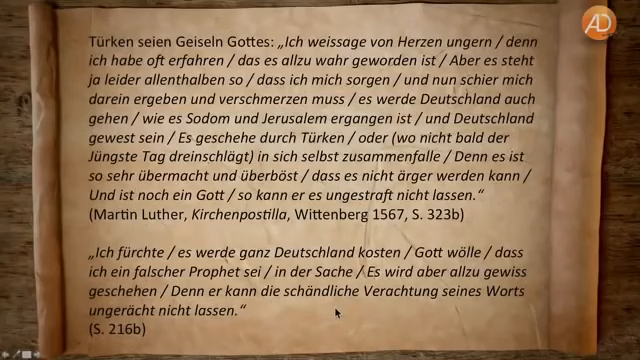 AD
Türken seien Geiseln Gottes: „Ich weissage von Herzen ungern / denn
ich habe oft erfahren / das es allzu wahr geworden ist / Aber es steht
ja leider allenthalben so / dass ich mich sorgen / und nun schier mich
darein ergeben und verschmerzen muss / es werde Deutschland auch
gehen / wie es Sodom und Jerusalem ergangen ist / und Deutschland
gewest sein / Es geschehe durch Türken / oder (wo nicht bald der
Jüngste Tag dreinschlägt) in sich selbst zusammenfalle / Denn es ist
so sehr übermacht und überböst / dass es nicht ärger werden kann /
Und ist noch ein Gott / so kann er es ungestraft nicht lassen.“
(Martin Luther, Kirchenpostilla, Wittenberg 1567, S. 323b)
„Ich fürchte / es werde ganz Deutschland kosten / Gott wölle / dass
ich ein falscher Prophet sei / in der Sache / Es wird aber allzu gewiss
geschehen / Denn er kann die schändliche Verachtung seines Worts
ungerächt nicht lassen.“
(S. 216b)